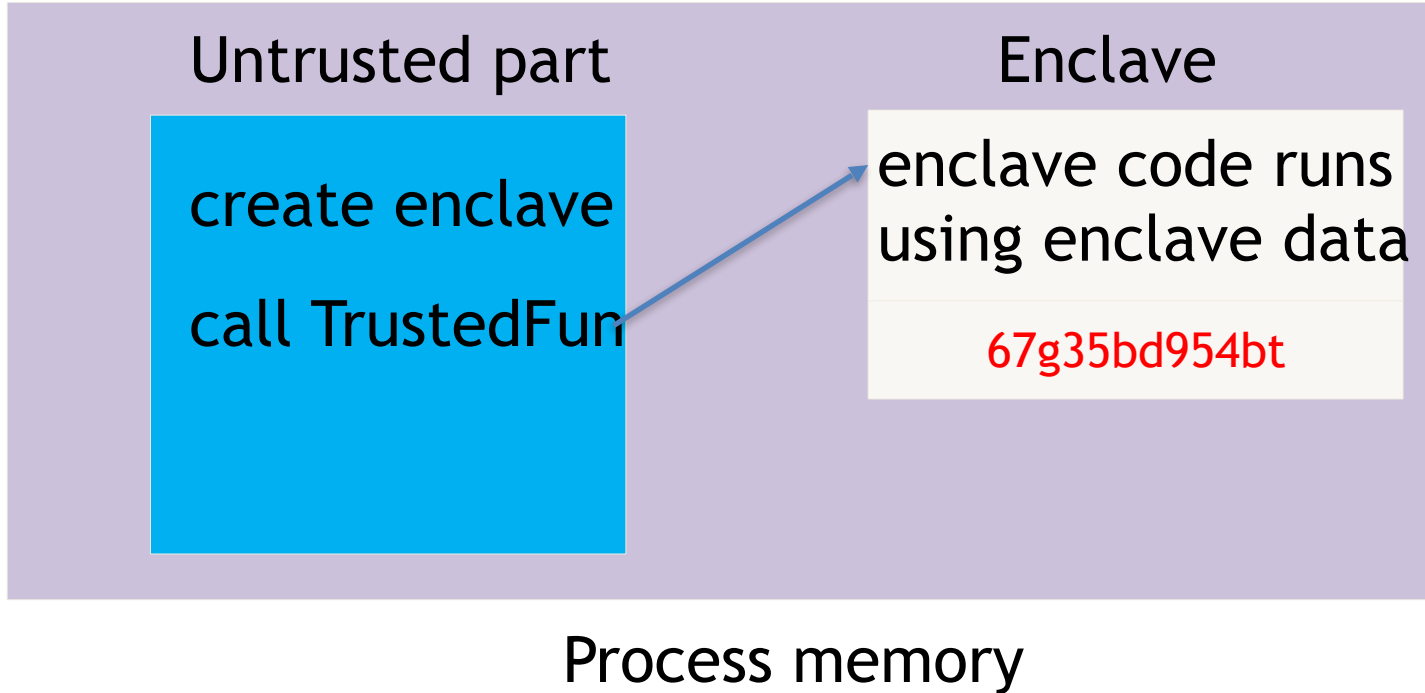 Untrusted part
Enclave
create enclave
call TrustedFun
enclave code runs
using enclave data
67g35bd954bt
Process memory